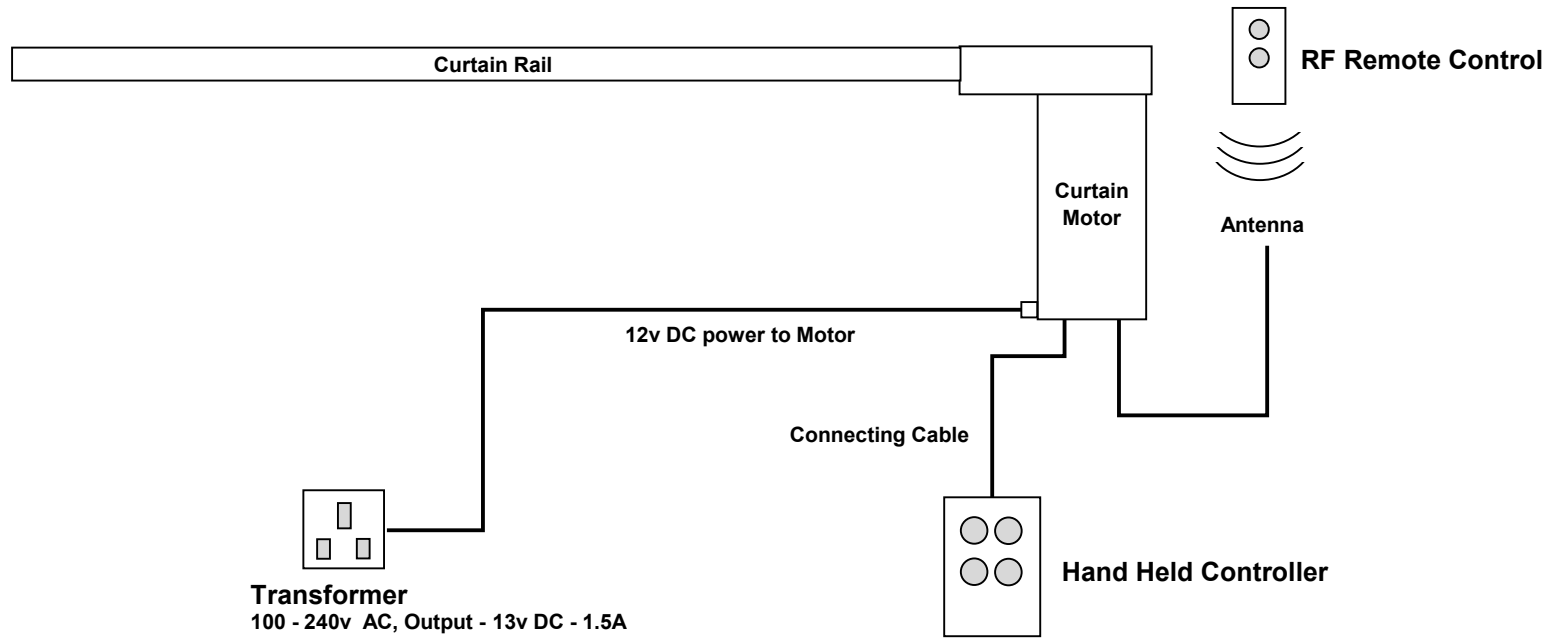 Curtain Rail
RF Remote Control
Curtain
Motor
Antenna
12v DC power to Motor
Connecting Cable
Hand Held Controller
Transformer
100 - 240v  AC, Output - 13v DC - 1.5A